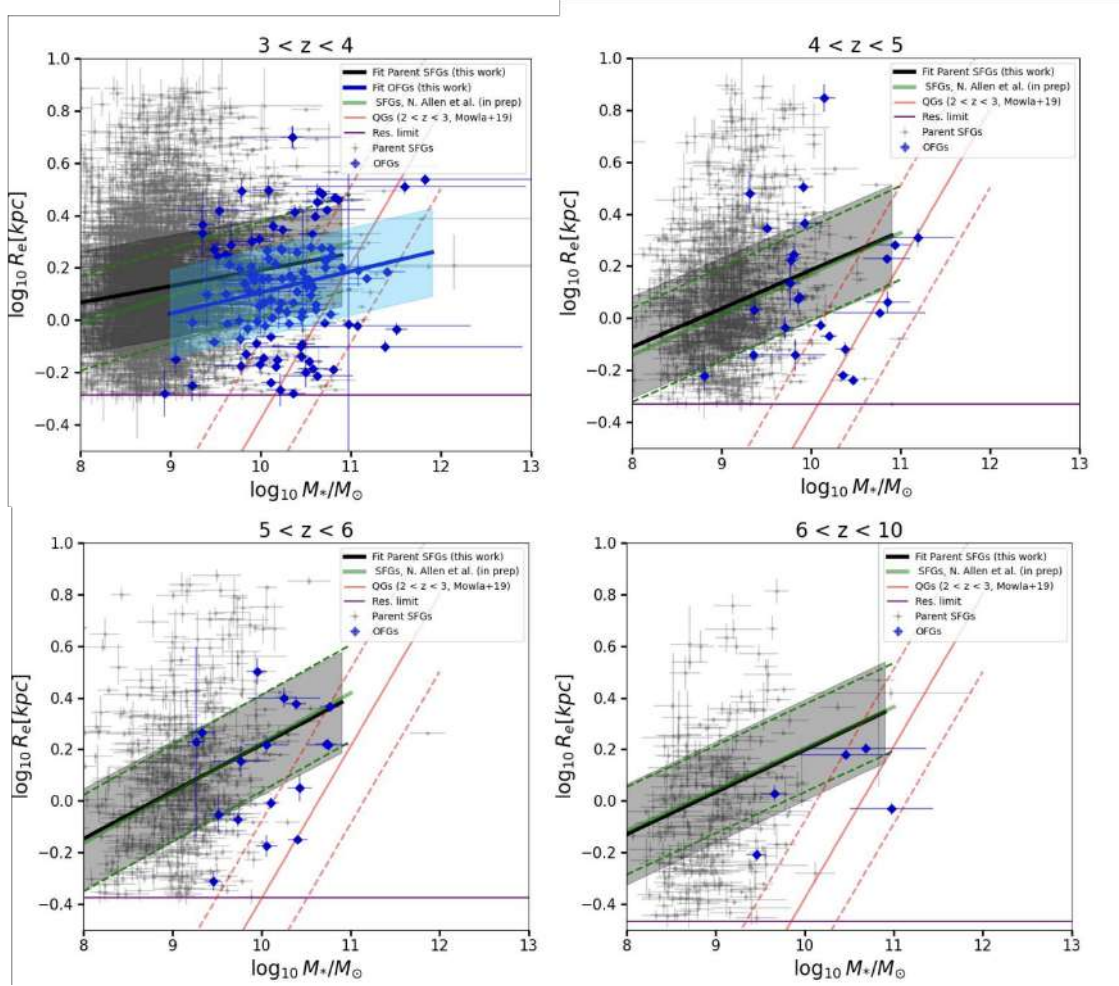 3 < z < 4
1.0
0.8
0.6
0.4
0.2
0.0
−0.2
−0.4
log₁₀ Rₑ[kpc]
Fit Parent SFGs (this work)
Fit OFGs (this work)
SFGs, N. Allen et al. (in prep)
QGs (2 < z < 3, Mowla+19)
Res. limit
Parent SFGs
OFGs
8 9 10 11 12 13
log₁₀ M*/M⊙
4 < z < 5
1.0
0.8
0.6
0.4
0.2
0.0
−0.2
−0.4
log₁₀ Rₑ[kpc]
Fit Parent SFGs (this work)
SFGs, N. Allen et al. (in prep)
QGs (2 < z < 3, Mowla+19)
Res. limit
Parent SFGs
OFGs
8 9 10 11 12 13
log₁₀ M*/M⊙
5 < z < 6
1.0
0.8
0.6
0.4
0.2
0.0
−0.2
−0.4
log₁₀ Rₑ[kpc]
Fit Parent SFGs (this work)
SFGs, N. Allen et al. (in prep)
QGs (2 < z < 3, Mowla+19)
Res. limit
Parent SFGs
OFGs
8 9 10 11 12 13
log₁₀ M*/M⊙
6 < z < 10
1.0
0.8
0.6
0.4
0.2
0.0
−0.2
−0.4
log₁₀ Rₑ[kpc]
Fit Parent SFGs (this work)
SFGs, N. Allen et al. (in prep)
QGs (2 < z < 3, Mowla+19)
Res. limit
Parent SFGs
OFGs
8 9 10 11 12 13
log₁₀ M*/M⊙